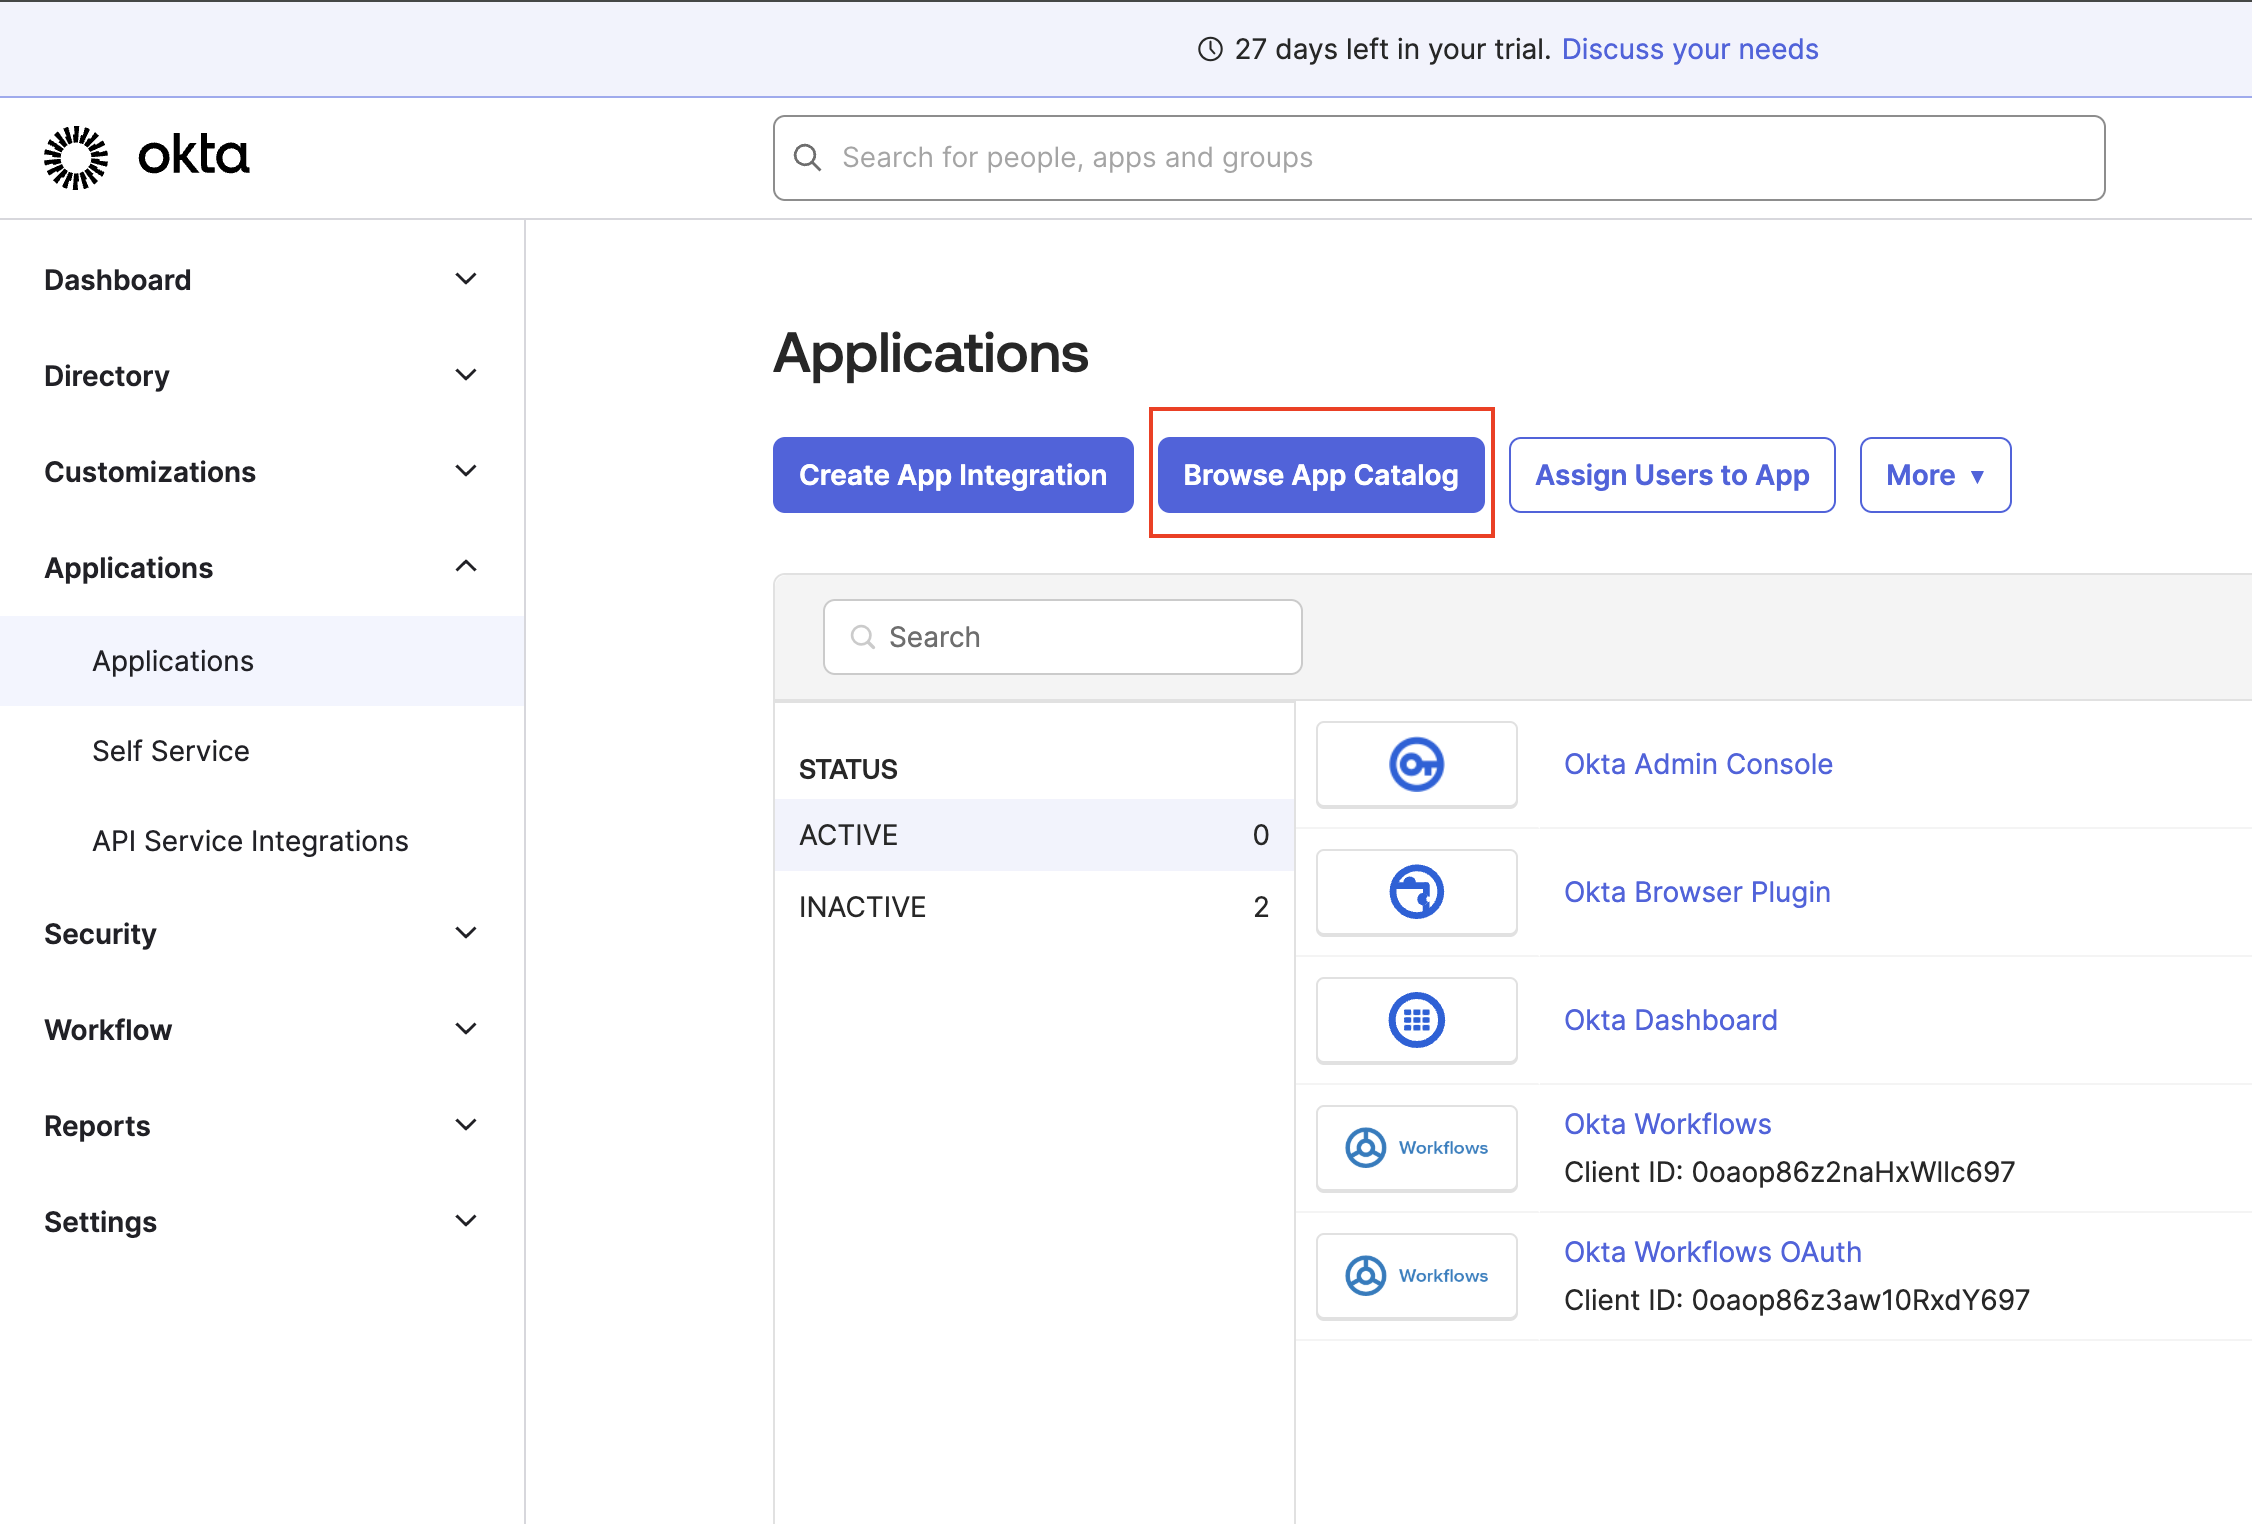 27 days left in your trial. Discuss your needs
okta
Search for people, apps and groups
Dashboard
Directory
Customizations
Applications
Applications
Self Service
API Service Integrations
Security
Workflow
Reports
Settings
Applications
Create App Integration
Browse App Catalog
Assign Users to App
More ▼
Search
STATUS
ACTIVE 0
INACTIVE 2
Okta Admin Console
Okta Browser Plugin
Okta Dashboard
Workflows
Okta Workflows
Client ID: 0oaop86z2naHxWllc697
Workflows
Okta Workflows OAuth
Client ID: 0oaop86z3aw10RxdY697